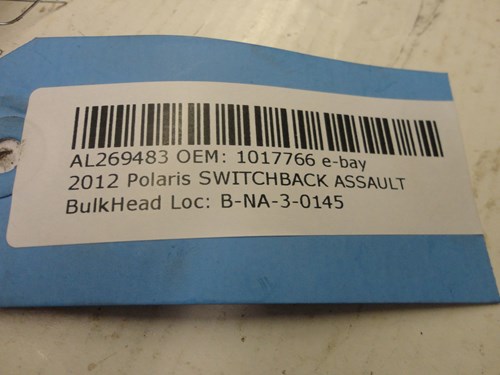 AL269483 OEM: 1017766 e-bay
2012 Polaris SWITCHBACK ASSAULT
BulkHead Loc: B-NA-3-0145